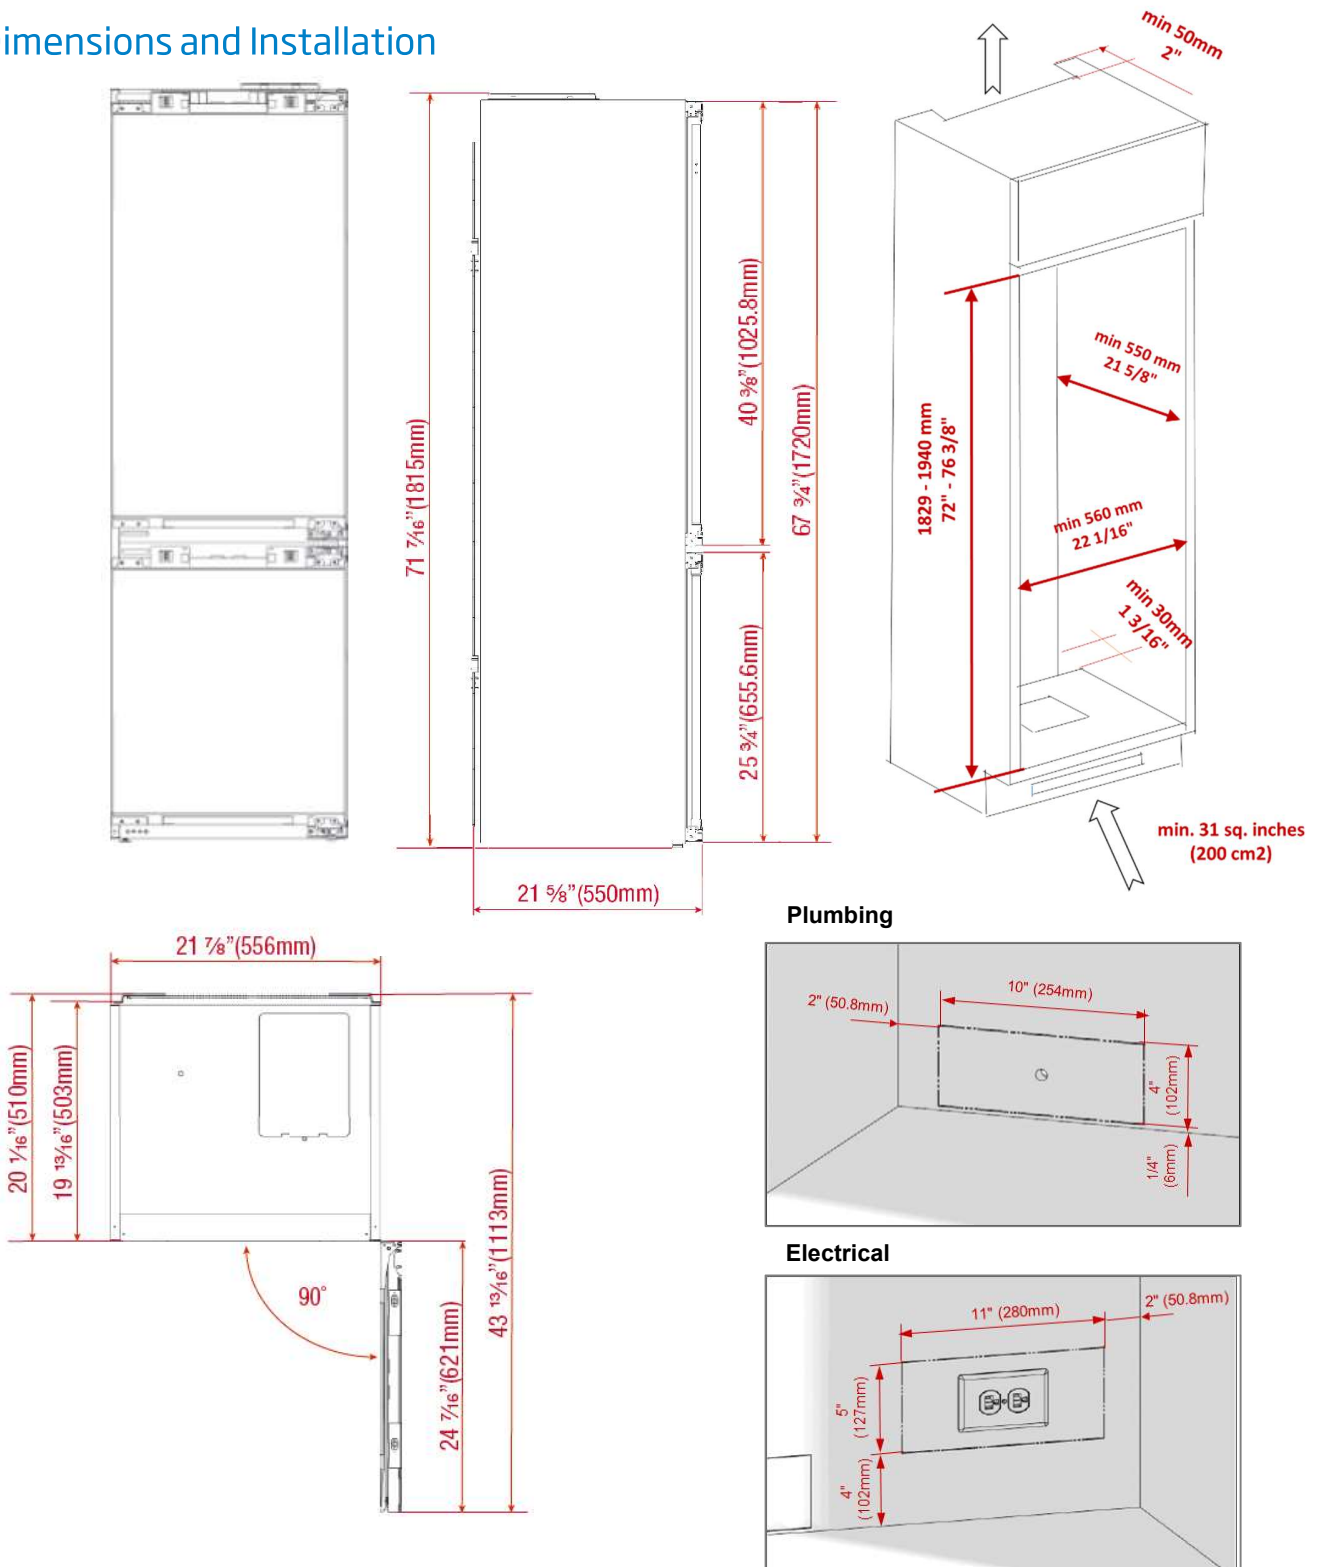 imensions and Installation
min 50mm
2"
71 7/16"(1815mm)
40 3/8"(1025.8mm)
67 3/4"(1720mm)
25 3/4"(655.6mm)
21 5/8"(550mm)
1829 - 1940 mm
72" - 76 3/8"
min 550 mm
21 5/8"
min 560 mm
22 1/16"
min 30mm
1 3/16"
min. 31 sq. inches
(200 cm2)
21 7/8"(556mm)
20 1/16"(510mm)
19 13/16"(503mm)
43 13/16"(1113mm)
24 7/16"(621mm)
90°
Plumbing
2" (50.8mm)
10" (254mm)
4"
(102mm)
1/4"
(6mm)
Electrical
11" (280mm)
2" (50.8mm)
5"
(127mm)
4"
(102mm)